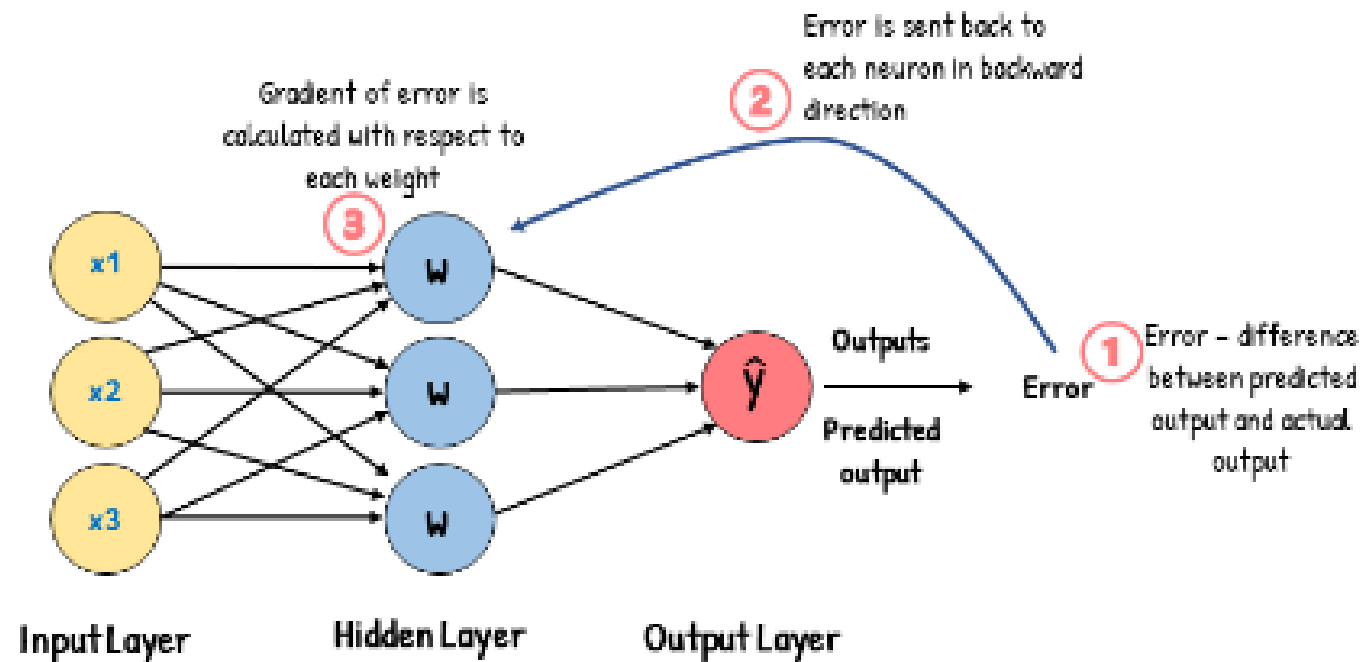 Error is sent back to
each neuron in backward
direction
2
Gradient of error is
calculated with respect to
each weight
3
x1
x2
x3
W
W
W
ŷ
Outputs
Predicted
output
Error
1
Error - difference
between predicted
output and actual
output
Input Layer
Hidden Layer
Output Layer